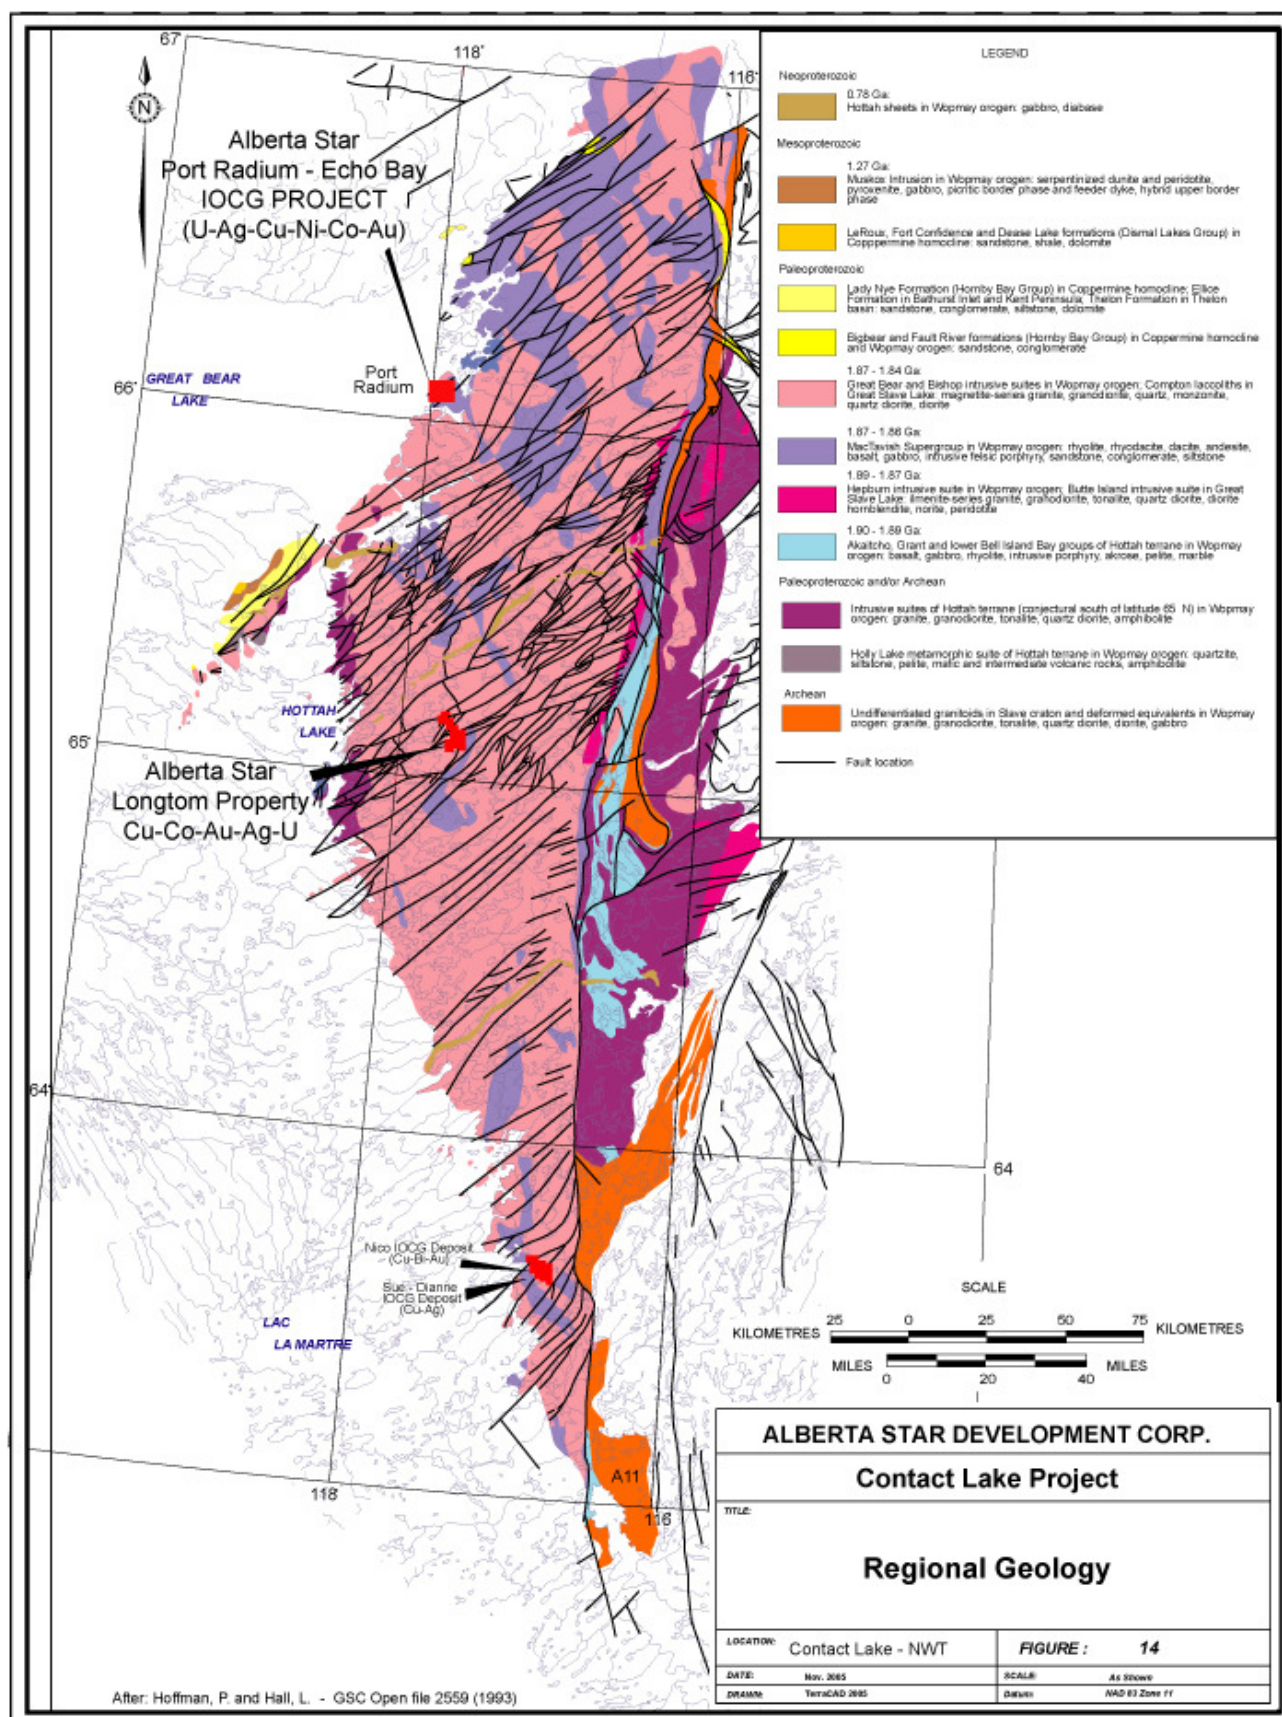 67°
118°
116°
N
Alberta Star
Port Radium - Echo Bay
IOCG PROJECT
(U-Ag-Cu-Ni-Co-Au)
Port
Radium
66°
GREAT BEAR
LAKE
HOTTAH
LAKE
65°
Alberta Star
Longtom Property
Cu-Co-Au-Ag-U
64°
64
Nico IOCG Deposit
(Cu-Bi-Au)
Sue - Dianne
IOCG Deposit
(Cu-Ag)
LAC
LA MARTRE
118°
A11
116°
LEGEND
Neoproterozoic
0.78 Ga:
Hottah sheets in Wopmay orogen: gabbro, diabase
Mesoproterozoic
1.27 Ga:
Muskox Intrusion in Wopmay orogen: serpentinized dunite and peridotite,
pyroxenite, gabbro, picritic border phase and feeder dyke, hybrid upper border
phase
LeRoux, Fort Confidence and Dease Lake formations (Dismal Lakes Group) in
Copppermine homocline: sandstone, shale, dolomite
Paleoproterozoic
Lady Nye Formation (Hornby Bay Group) in Coppermine homocline; Ellice
Formation in Bathurst Inlet and Kent Peninsula; Thelon Formation in Thelon
basin: sandstone, conglomerate, siltstone, dolomite
Bigbear and Fault River formations (Hornby Bay Group) in Coppermine homocline
and Wopmay orogen: sandstone, conglomerate
1.87 - 1.84 Ga:
Great Bear and Bishop intrusive suites in Wopmay orogen; Compton laccoliths in
Great Slave Lake: magnetite-series granite, granodiorite, quartz, monzonite,
quartz diorite, diorite
1.87 - 1.86 Ga:
MacTavish Supergroup in Wopmay orogen: rhyolite, rhyodacite, dacite, andesite,
basalt, gabbro, intrusive felsic porphyry, sandstone, conglomerate, siltstone
1.89 - 1.87 Ga:
Hepburn intrusive suite in Wopmay orogen; Butte Island intrusive suite in Great
Slave Lake: ilmenite-series granite, granodiorite, tonalite, quartz diorite, diorite
hornblendite, norite, peridotite
1.90 - 1.89 Ga:
Akaitcho, Grant and lower Bell Island Bay groups of Hottah terrane in Wopmay
orogen: basalt, gabbro, rhyolite, intrusive porphyry, akrose, pelite, marble
Paleoproterozoic and/or Archean
Intrusive suites of Hottah terrane (conjectural south of latitude 65 N) in Wopmay
orogen: granite, granodiorite, tonalite, quartz diorite, amphibolite
Holly Lake metamorphic suite of Hottah terrane in Wopmay orogen: quartzite,
siltstone, pelite, mafic and intermediate volcanic rocks, amphibolite
Archean
Undifferentiated granitoids in Slave craton and deformed equivalents in Wopmay
orogen: granite, granodiorite, tonalite, quartz diorite, diorite, gabbro
Fault location
SCALE
25 0 25 50 75
KILOMETRES KILOMETRES
MILES MILES
0 20 40
ALBERTA STAR DEVELOPMENT CORP.
Contact Lake Project
TITLE:
Regional Geology
LOCATION: Contact Lake - NWT
FIGURE : 14
DATE: Nov. 2005
SCALE: As Shown
DRAWN: TerraCAD 2005
Datum: NAD 83 Zone 11
After: Hoffman, P. and Hall, L. - GSC Open file 2559 (1993)